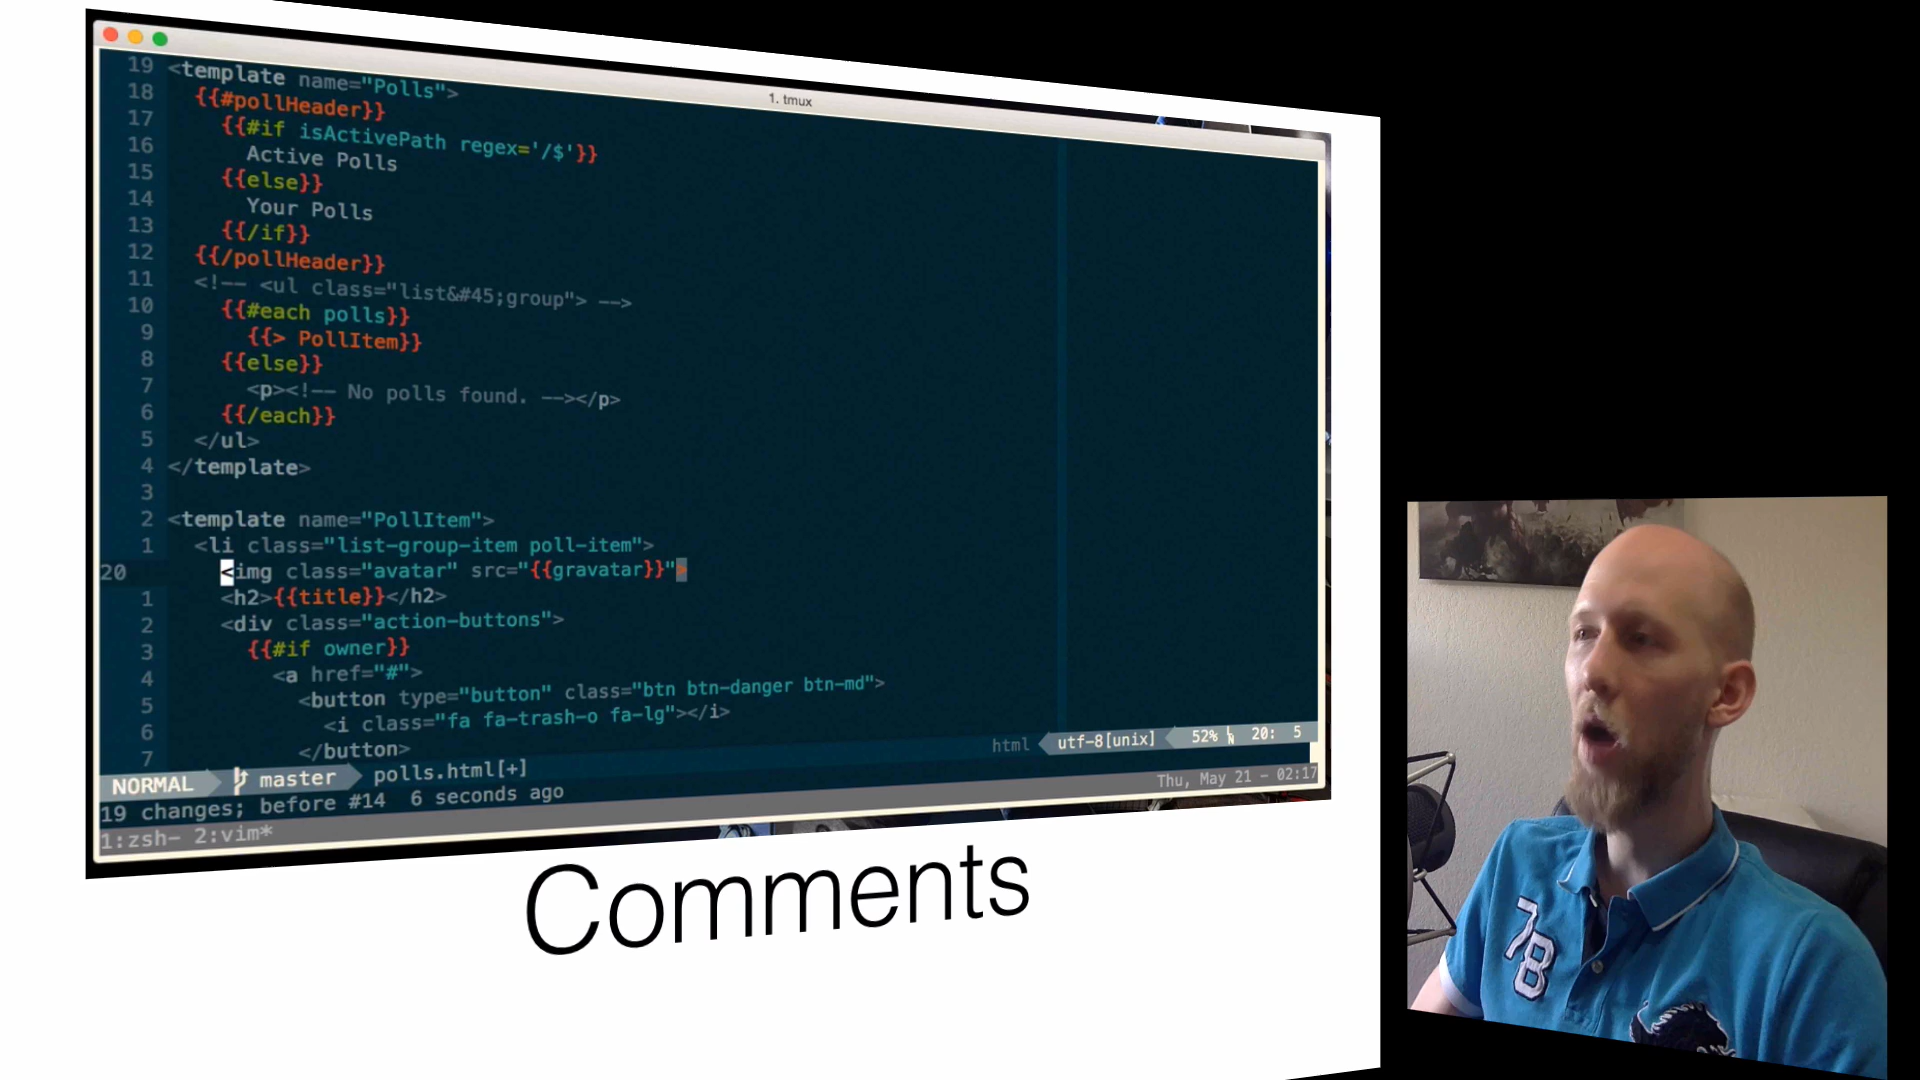 1. tmux
19 <template name="Polls">
18 {{#pollHeader}}
17 {{#if isActivePath regex='/$'}}
16 Active Polls
15 {{else}}
14 Your Polls
13 {{/if}}
12 {{/pollHeader}}
11 <!-- <ul class="list&#45;group"> -->
10 {{#each polls}}
9 {{> PollItem}}
8 {{else}}
7 <p><!-- No polls found. --></p>
6 {{/each}}
5 </ul>
4 </template>
3
2 <template name="PollItem">
1 <li class="list-group-item poll-item">
20 <img class="avatar" src="{{gravatar}}">
1 <h2>{{title}}</h2>
2 <div class="action-buttons">
3 {{#if owner}}
4 <a href="#">
5 <button type="button" class="btn btn-danger btn-md">
6 <i class="fa fa-trash-o fa-lg"></i>
7 </button>
NORMAL master polls.html[+] html utf-8[unix] 52% LN 20: 5
19 changes; before #14 6 seconds ago
1:zsh- 2:vim* Thu, May 21 - 02:17
Comments
78